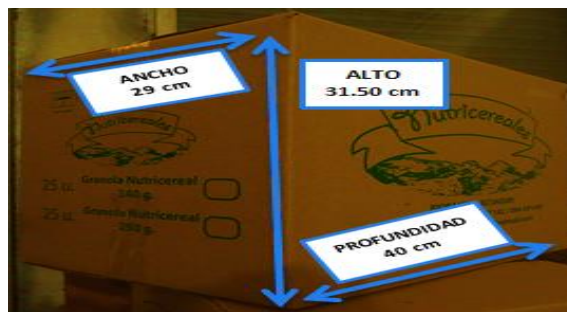 ANCHO
29 cm
ALTO
31.50 cm
Nutricereales
Nutricereales
25 u. Granola Nutricereal
25 u. Granola Nutricereal
PROFUNDIDAD
40 cm